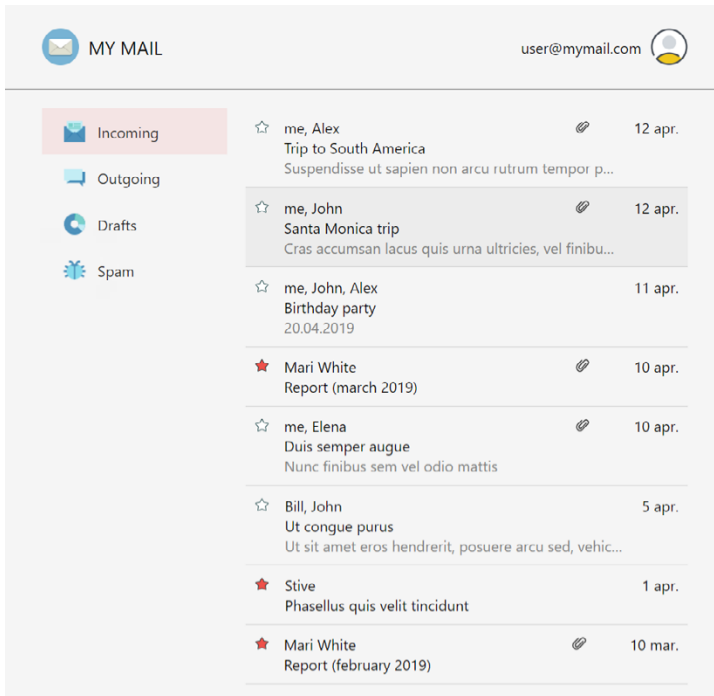 MY MAIL
user@mymail.com
Incoming
Outgoing
Drafts
Spam
me, Alex 12 apr.
Trip to South America
Suspendisse ut sapien non arcu rutrum tempor p...
me, John 12 apr.
Santa Monica trip
Cras accumsan lacus quis urna ultricies, vel finibu...
me, John, Alex 11 apr.
Birthday party
20.04.2019
Mari White 10 apr.
Report (march 2019)
me, Elena 10 apr.
Duis semper augue
Nunc finibus sem vel odio mattis
Bill, John 5 apr.
Ut congue purus
Ut sit amet eros hendrerit, posuere arcu sed, vehic...
Stive 1 apr.
Phasellus quis velit tincidunt
Mari White 10 mar.
Report (february 2019)